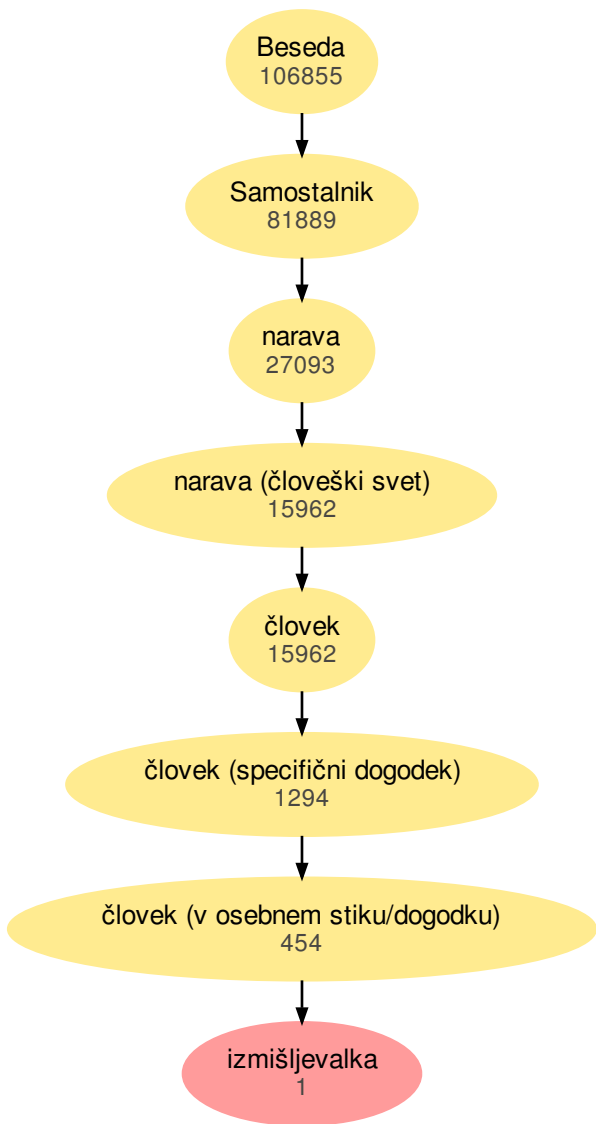 Beseda
106855
Samostalnik
81889
narava
27093
narava (človeški svet)
15962
človek
15962
človek (specifični dogodek)
1294
človek (v osebnem stiku/dogodku)
454
izmišljevalka
1